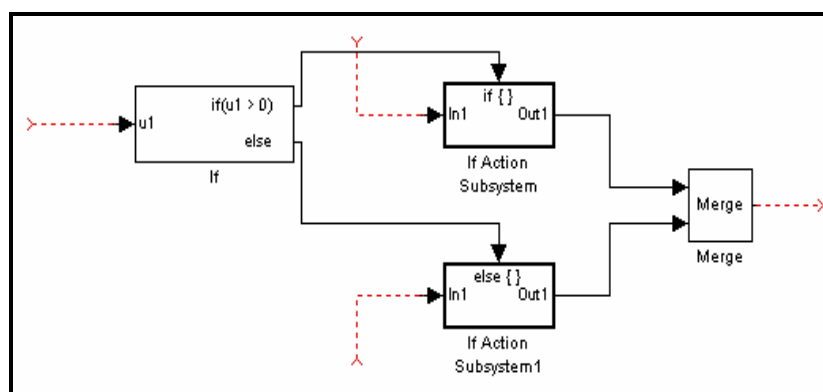 if(u1 > 0)
u1
else
If
if { }
In1
Out1
If Action
Subsystem
Merge
Merge
else { }
In1
Out1
If Action
Subsystem1